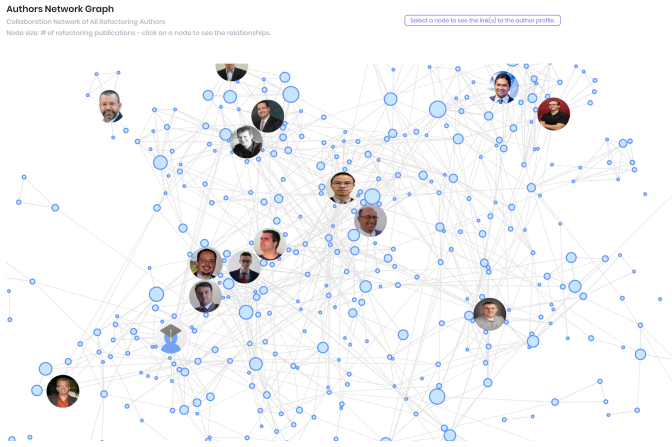 Authors Network Graph
Collaboration Network of All Refactoring Authors
Select a node to see the link(s) to the author profile.
Node size: # of refactoring publications - click on a node to see the relationships.